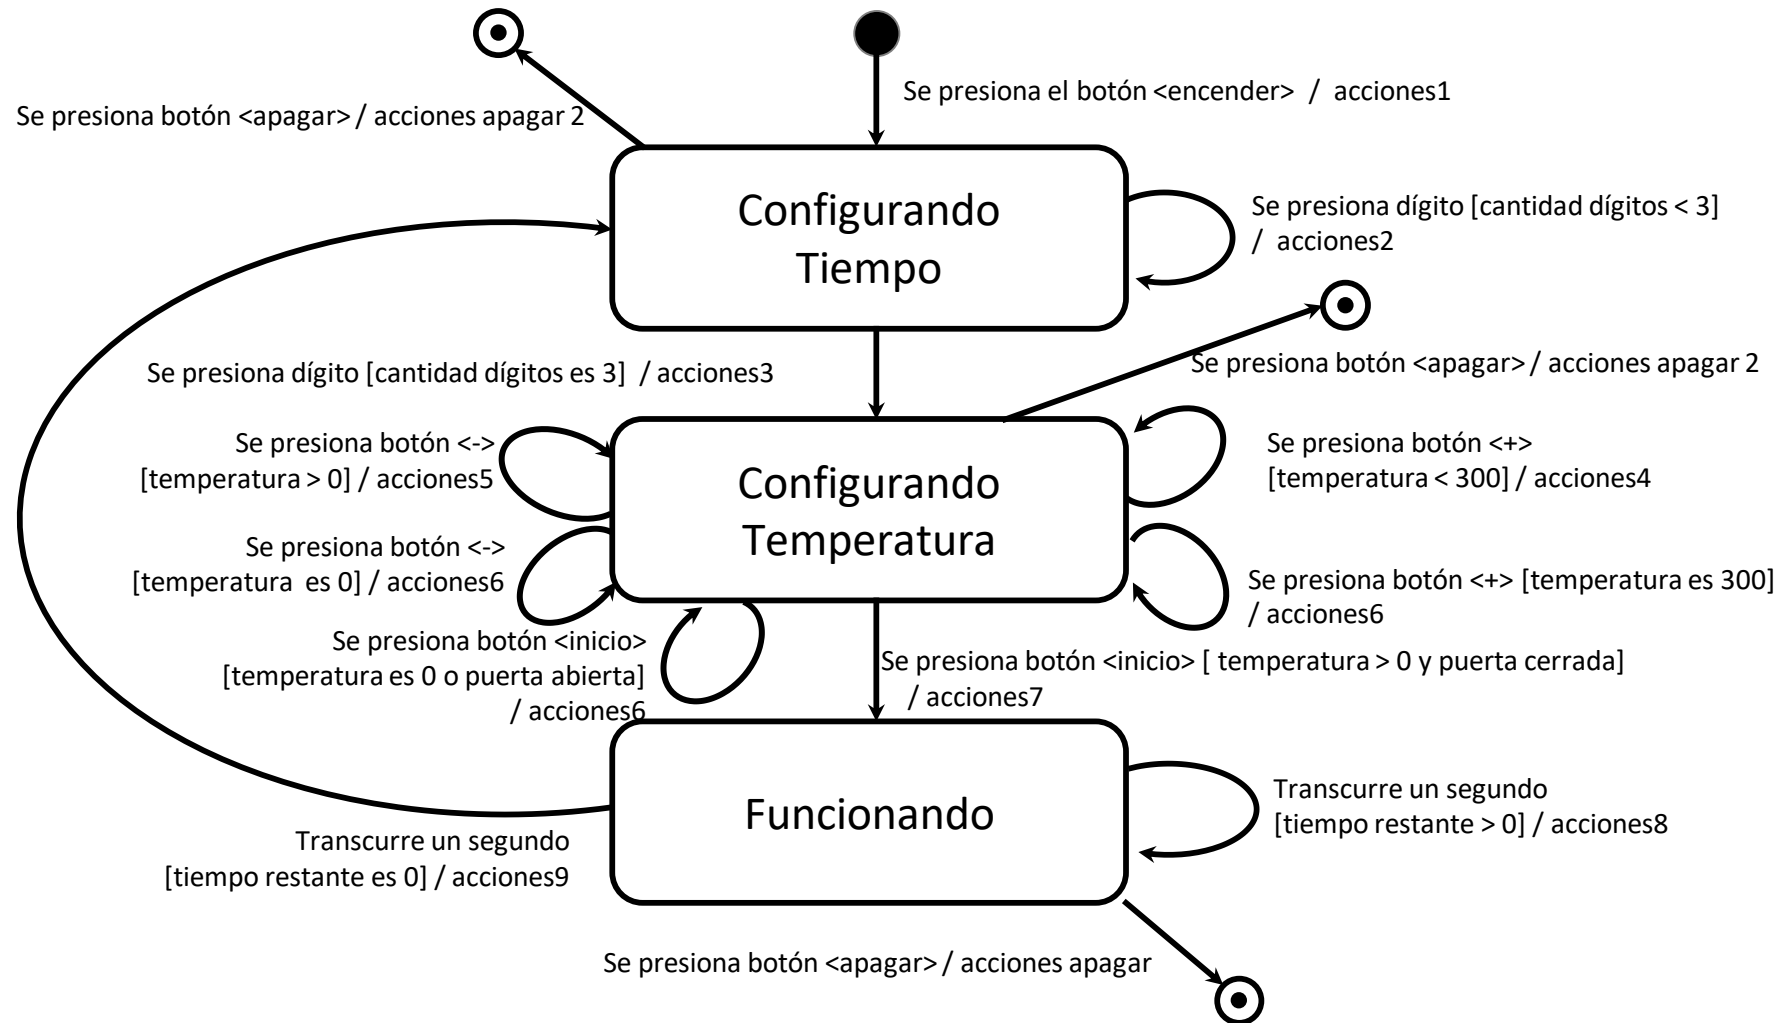 Se presiona el botón <encender> / acciones1
Se presiona botón <apagar> / acciones apagar 2
Configurando
Tiempo
Se presiona dígito [cantidad dígitos < 3]
/ acciones2
Se presiona dígito [cantidad dígitos es 3] / acciones3
Se presiona botón <apagar> / acciones apagar 2
Se presiona botón <->
[temperatura > 0] / acciones5
Configurando
Temperatura
Se presiona botón <+>
[temperatura < 300] / acciones4
Se presiona botón <->
[temperatura es 0] / acciones6
Se presiona botón <+> [temperatura es 300]
/ acciones6
Se presiona botón <inicio>
[temperatura es 0 o puerta abierta]
/ acciones6
Se presiona botón <inicio> [ temperatura > 0 y puerta cerrada]
/ acciones7
Funcionando
Transcurre un segundo
[tiempo restante > 0] / acciones8
Transcurre un segundo
[tiempo restante es 0] / acciones9
Se presiona botón <apagar> / acciones apagar